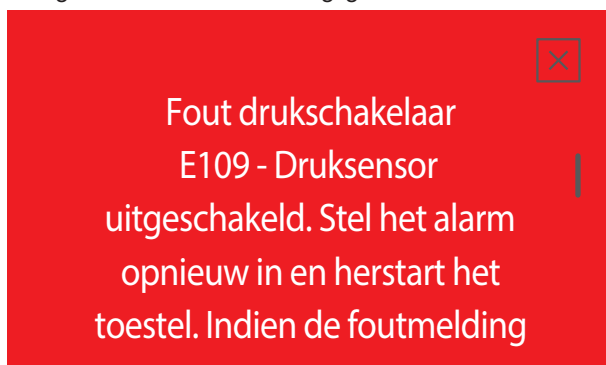 Fout drukschakelaar
E109 - Druksensor
uitgeschakeld. Stel het alarm
opnieuw in en herstart het
toestel. Indien de foutmelding